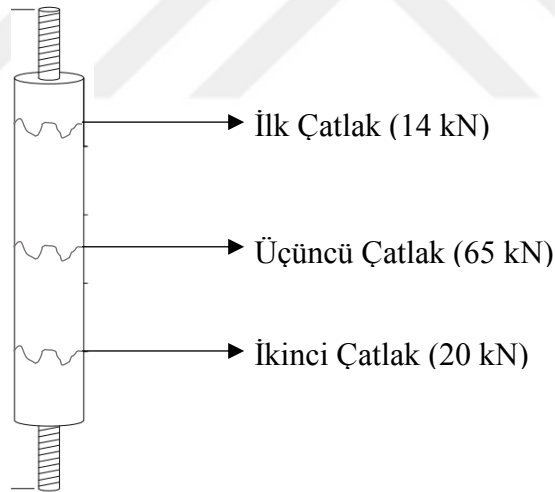 İlk Çatlak (14 kN)
Üçüncü Çatlak (65 kN)
İkinci Çatlak (20 kN)